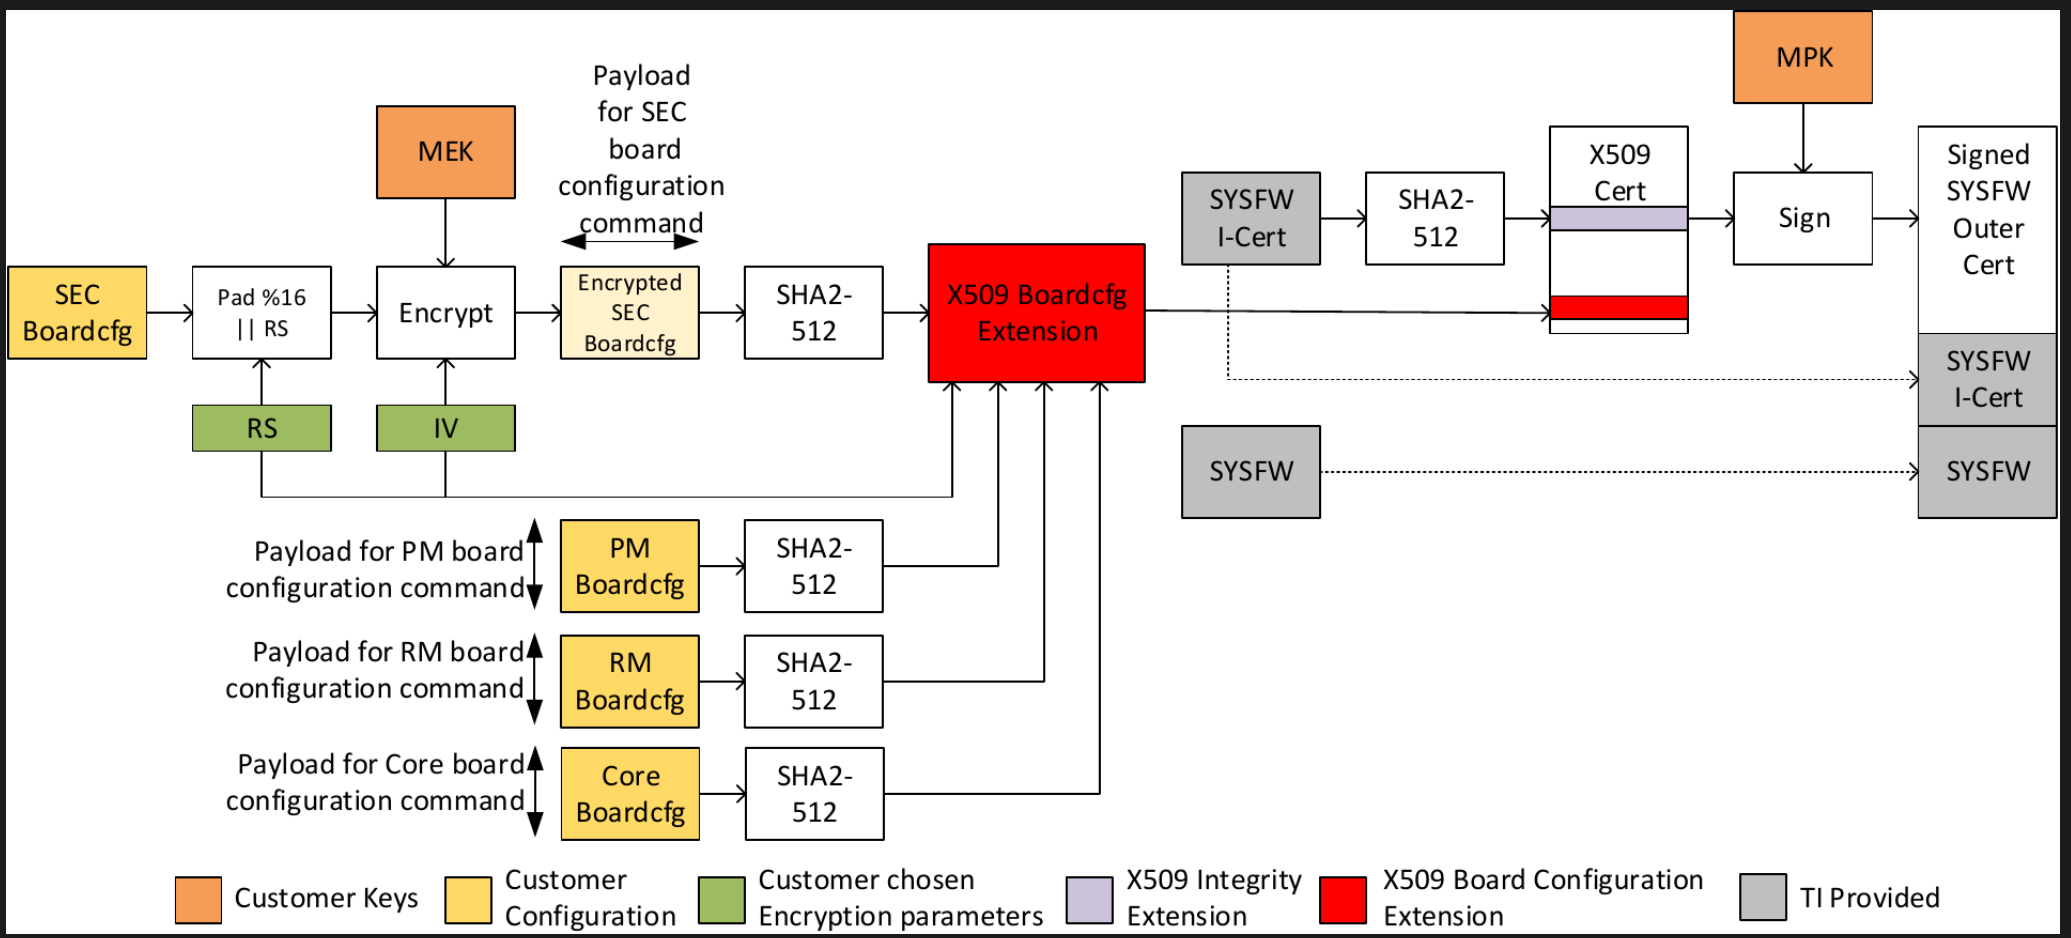 MPK
Payload
for SEC
board
configuration
command
MEK
X509
Cert
Signed
SYSFW
Outer
Cert
SYSFW
I-Cert
SHA2-
512
Sign
SEC
Boardcfg
Pad %16
|| RS
Encrypt
Encrypted
SEC
Boardcfg
SHA2-
512
X509 Boardcfg
Extension
SYSFW
I-Cert
RS
IV
SYSFW
SYSFW
Payload for PM board
configuration command
PM
Boardcfg
SHA2-
512
Payload for RM board
configuration command
RM
Boardcfg
SHA2-
512
Payload for Core board
configuration command
Core
Boardcfg
SHA2-
512
Customer Keys
Customer
Configuration
Customer chosen
Encryption parameters
X509 Integrity
Extension
X509 Board Configuration
Extension
TI Provided